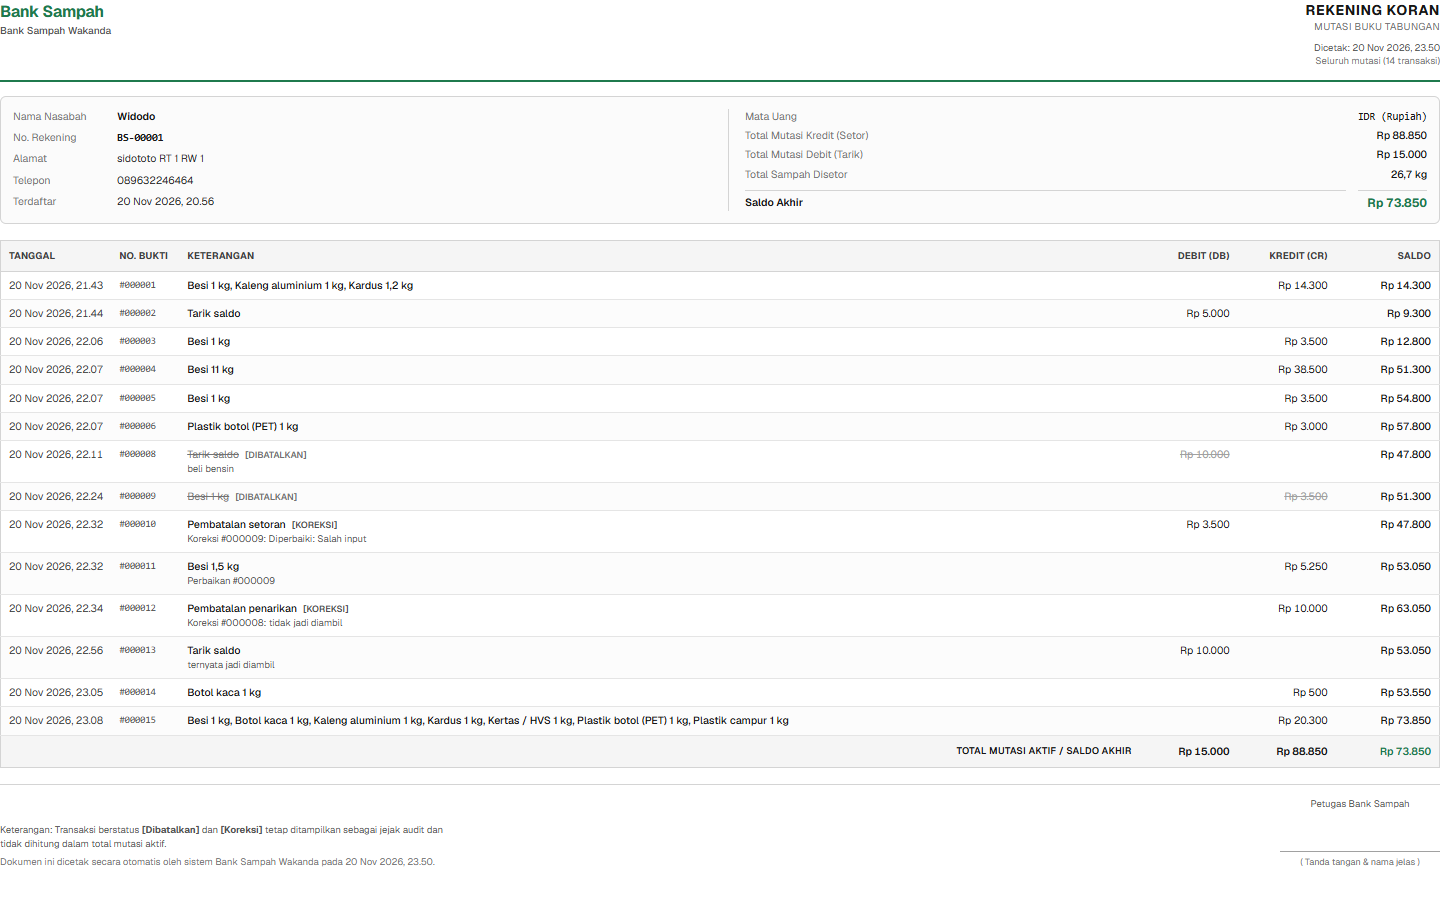 Bank Sampah
Bank Sampah Wakanda
REKENING KORAN
MUTASI BUKU TABUNGAN
Dicetak: 20 Nov 2026, 23.50
Seluruh mutasi (14 transaksi)
Nama Nasabah Widodo
No. Rekening BS-00001
Alamat sidototo RT 1 RW 1
Telepon 089632246464
Terdaftar 20 Nov 2026, 20.56
Mata Uang IDR (Rupiah)
Total Mutasi Kredit (Setor) Rp 88.850
Total Mutasi Debit (Tarik) Rp 15.000
Total Sampah Disetor 26,7 kg
Saldo Akhir Rp 73.850
TANGGAL NO. BUKTI KETERANGAN DEBIT (DB) KREDIT (CR) SALDO
20 Nov 2026, 21.43 #000001 Besi 1 kg, Kaleng aluminium 1 kg, Kardus 1,2 kg Rp 14.300 Rp 14.300
20 Nov 2026, 21.44 #000002 Tarik saldo Rp 5.000 Rp 9.300
20 Nov 2026, 22.06 #000003 Besi 1 kg Rp 3.500 Rp 12.800
20 Nov 2026, 22.07 #000004 Besi 11 kg Rp 38.500 Rp 51.300
20 Nov 2026, 22.07 #000005 Besi 1 kg Rp 3.500 Rp 54.800
20 Nov 2026, 22.07 #000006 Plastik botol (PET) 1 kg Rp 3.000 Rp 57.800
20 Nov 2026, 22.11 #000008 Tarik saldo [DIBATALKAN] Rp 10.000 Rp 47.800
beli bensin
20 Nov 2026, 22.24 #000009 Besi 1 kg [DIBATALKAN] Rp 3.500 Rp 51.300
20 Nov 2026, 22.32 #000010 Pembatalan setoran [KOREKSI] Rp 3.500 Rp 47.800
Koreksi #000009: Diperbaiki: Salah input
20 Nov 2026, 22.32 #000011 Besi 1,5 kg Rp 5.250 Rp 53.050
Perbaikan #000009
20 Nov 2026, 22.34 #000012 Pembatalan penarikan [KOREKSI] Rp 10.000 Rp 63.050
Koreksi #000008: tidak jadi diambil
20 Nov 2026, 22.56 #000013 Tarik saldo Rp 10.000 Rp 53.050
ternyata jadi diambil
20 Nov 2026, 23.05 #000014 Botol kaca 1 kg Rp 500 Rp 53.550
20 Nov 2026, 23.08 #000015 Besi 1 kg, Botol kaca 1 kg, Kaleng aluminium 1 kg, Kardus 1 kg, Kertas / HVS 1 kg, Plastik botol (PET) 1 kg, Plastik campur 1 kg Rp 20.300 Rp 73.850
TOTAL MUTASI AKTIF / SALDO AKHIR Rp 15.000 Rp 88.850 Rp 73.850
Petugas Bank Sampah
Keterangan: Transaksi berstatus [Dibatalkan] dan [Koreksi] tetap ditampilkan sebagai jejak audit dan
tidak dihitung dalam total mutasi aktif.
Dokumen ini dicetak secara otomatis oleh sistem Bank Sampah Wakanda pada 20 Nov 2026, 23.50.
( Tanda tangan & nama jelas )